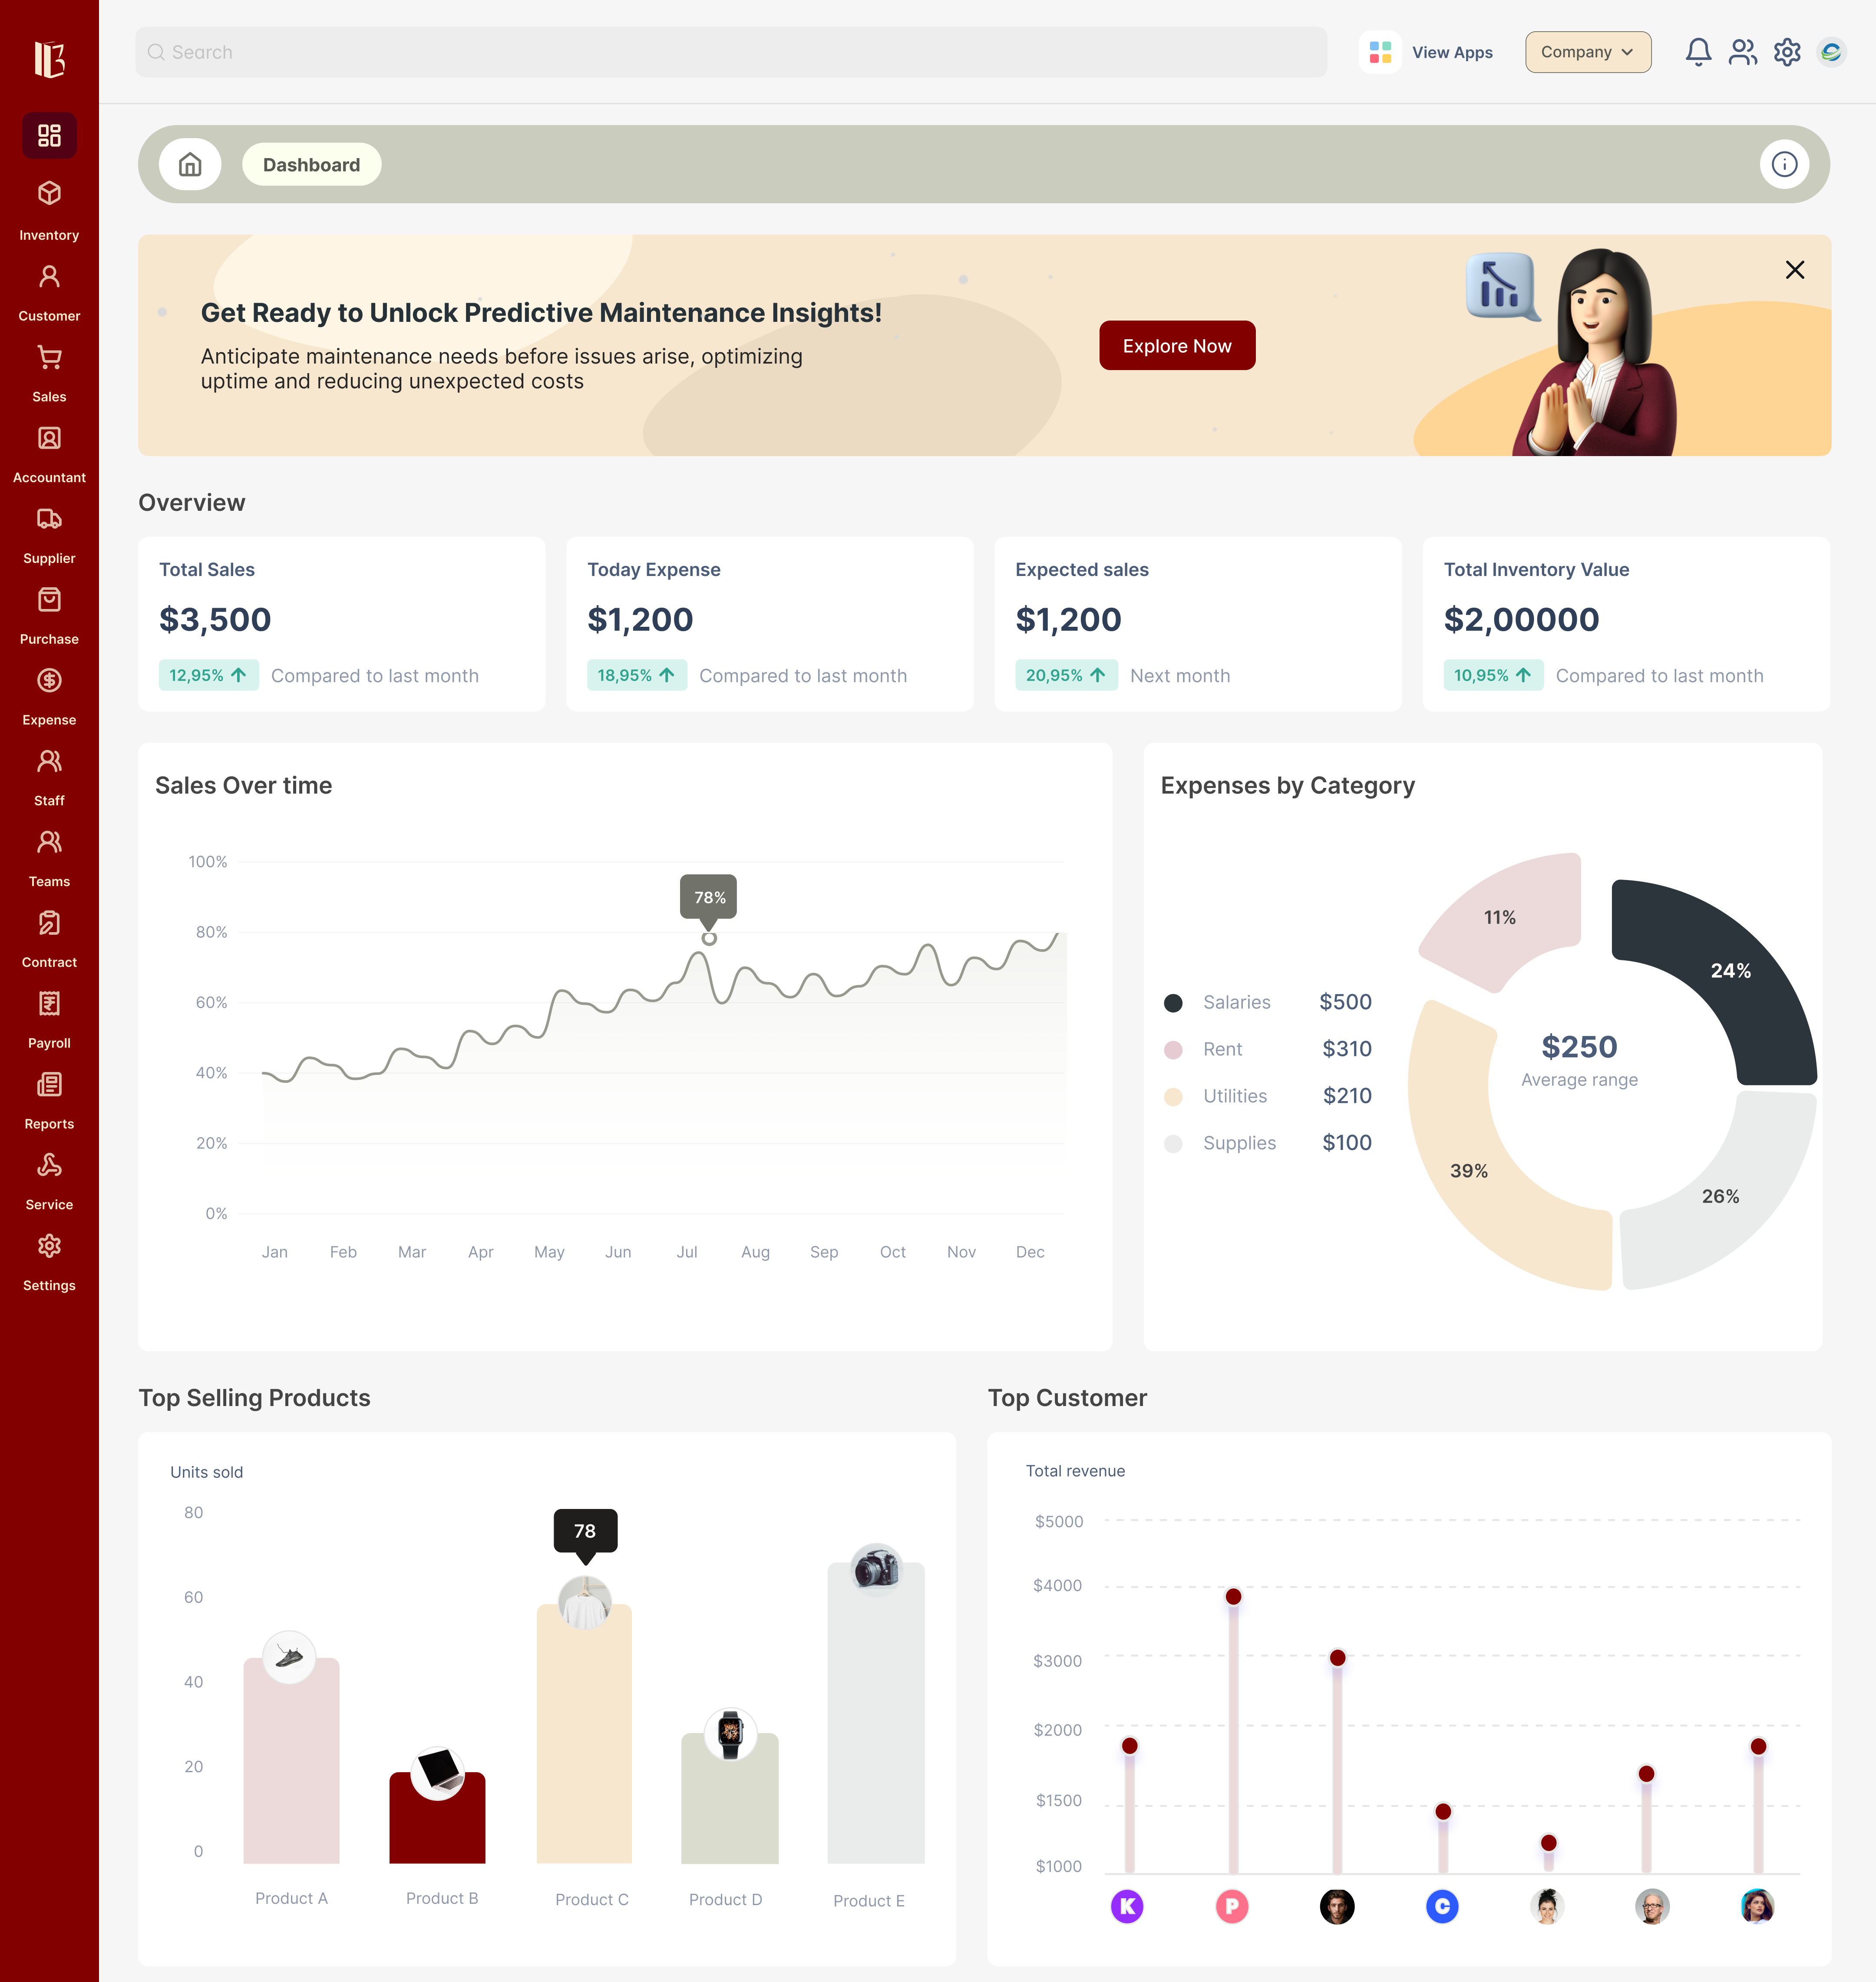 Search
View Apps
Company
Inventory
Customer
Sales
Accountant
Supplier
Purchase
Expense
Staff
Teams
Contract
Payroll
Reports
Service
Settings
Dashboard
Get Ready to Unlock Predictive Maintenance Insights!
Anticipate maintenance needs before issues arise, optimizing
uptime and reducing unexpected costs
Explore Now
Overview
Total Sales
$3,500
12,95% Compared to last month
Today Expense
$1,200
18,95% Compared to last month
Expected sales
$1,200
20,95% Next month
Total Inventory Value
$2,00000
10,95% Compared to last month
Sales Over time
100%
80%
60%
40%
20%
0%
78%
Jan Feb Mar Apr May Jun Jul Aug Sep Oct Nov Dec
Expenses by Category
Salaries $500
Rent $310
Utilities $210
Supplies $100
11%
24%
39%
26%
$250
Average range
Top Selling Products
Units sold
80
60
40
20
0
78
Product A Product B Product C Product D Product E
Top Customer
Total revenue
$5000
$4000
$3000
$2000
$1500
$1000
K P C